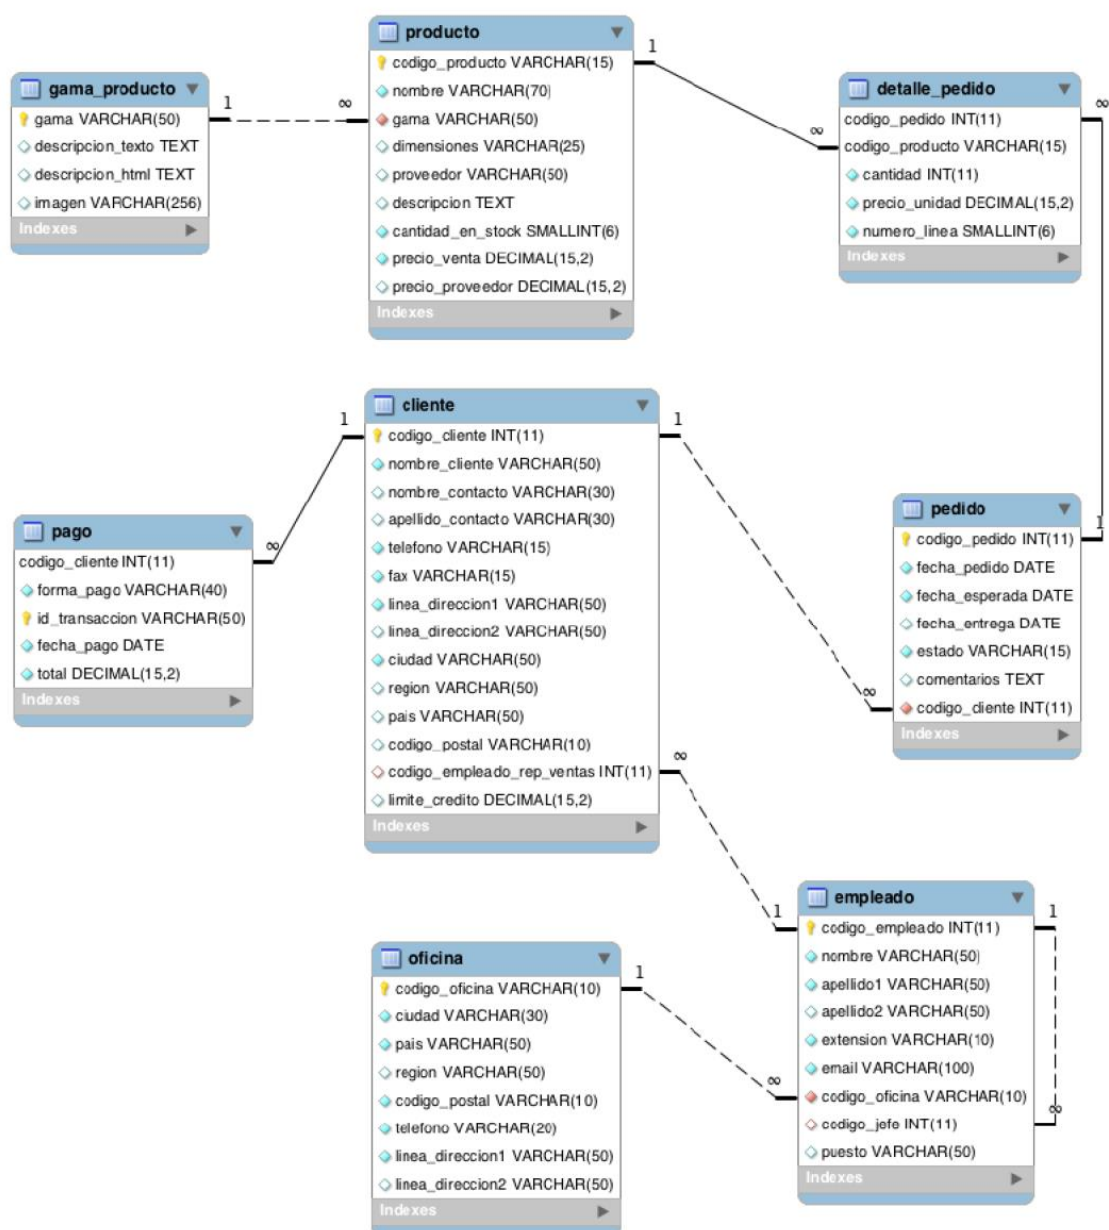 gama_producto
gama VARCHAR(50)
descripcion_texto TEXT
descripcion_html TEXT
imagen VARCHAR(256)
Indexes
1
∞
producto
codigo_producto VARCHAR(15)
nombre VARCHAR(70)
gama VARCHAR(50)
dimensiones VARCHAR(25)
proveedor VARCHAR(50)
descripcion TEXT
cantidad_en_stock SMALLINT(6)
precio_venta DECIMAL(15,2)
precio_proveedor DECIMAL(15,2)
Indexes
1
∞
detalle_pedido
codigo_pedido INT(11)
codigo_producto VARCHAR(15)
cantidad INT(11)
precio_unidad DECIMAL(15,2)
numero_linea SMALLINT(6)
Indexes
∞
1
pago
codigo_cliente INT(11)
forma_pago VARCHAR(40)
id_transaccion VARCHAR(50)
fecha_pago DATE
total DECIMAL(15,2)
Indexes
∞
1
cliente
codigo_cliente INT(11)
nombre_cliente VARCHAR(50)
nombre_contacto VARCHAR(30)
apellido_contacto VARCHAR(30)
telefono VARCHAR(15)
fax VARCHAR(15)
linea_direccion1 VARCHAR(50)
linea_direccion2 VARCHAR(50)
ciudad VARCHAR(50)
region VARCHAR(50)
pais VARCHAR(50)
codigo_postal VARCHAR(10)
codigo_empleado_rep_ventas INT(11)
limite_credito DECIMAL(15,2)
Indexes
1
∞
pedido
codigo_pedido INT(11)
fecha_pedido DATE
fecha_esperada DATE
fecha_entrega DATE
estado VARCHAR(15)
comentarios TEXT
codigo_cliente INT(11)
Indexes
∞
1
oficina
codigo_oficina VARCHAR(10)
ciudad VARCHAR(30)
pais VARCHAR(50)
region VARCHAR(50)
codigo_postal VARCHAR(10)
telefono VARCHAR(20)
linea_direccion1 VARCHAR(50)
linea_direccion2 VARCHAR(50)
Indexes
1
∞
empleado
codigo_empleado INT(11)
nombre VARCHAR(50)
apellido1 VARCHAR(50)
apellido2 VARCHAR(50)
extension VARCHAR(10)
email VARCHAR(100)
codigo_oficina VARCHAR(10)
codigo_jefe INT(11)
puesto VARCHAR(50)
Indexes
1
∞